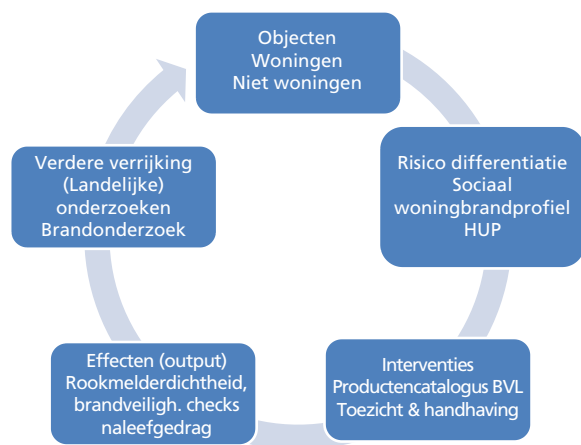 Objecten
Woningen
Niet woningen
Risico differentiatie
Sociaal
woningbrandprofiel
HUP
Interventies
Productencatalogus BVL
Toezicht & handhaving
Effecten (output)
Rookmelderdichtheid,
brandveiligh. checks
naleefgedrag
Verdere verrijking
(Landelijke)
onderzoeken
Brandonderzoek